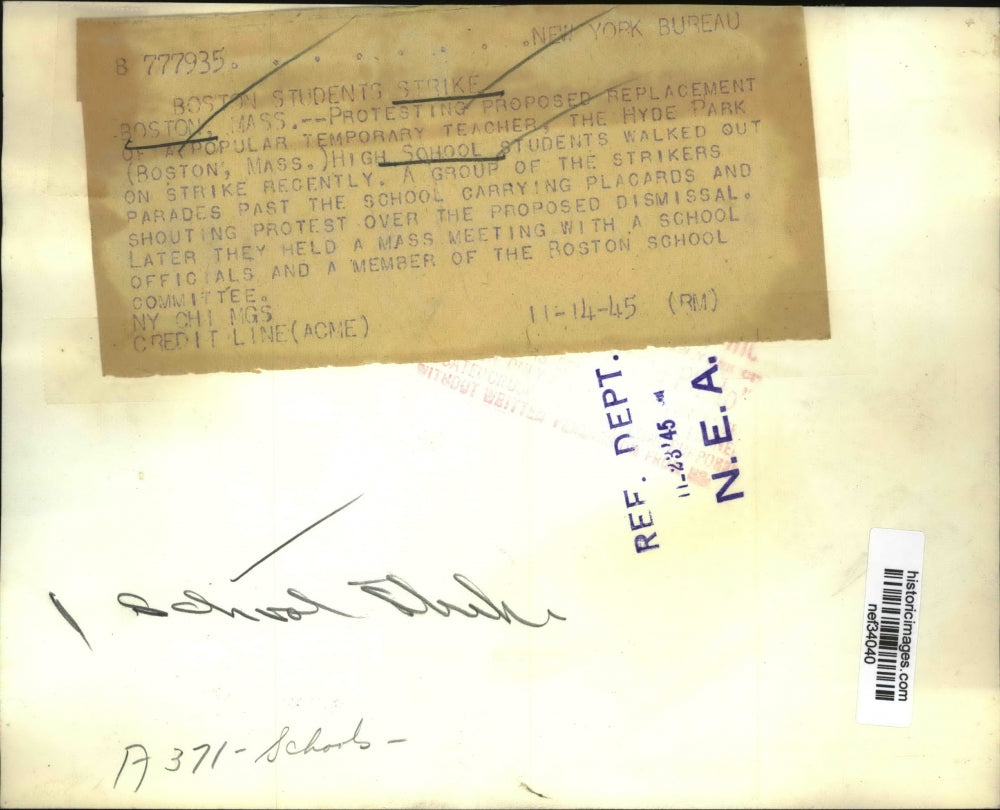 B 777935. . . . . . . .NEW YORK BUREAU
BOSTON STUDENTS STRIKE
BOSTON, MASS.--PROTESTING PROPOSED REPLACEMENT
OF A POPULAR TEMPORARY TEACHER, THE HYDE PARK
(BOSTON, MASS.)HIGH SCHOOL STUDENTS WALKED OUT
ON STRIKE RECENTLY. A GROUP OF THE STRIKERS
PARADES PAST THE SCHOOL CARRYING PLACARDS AND
SHOUTING PROTEST OVER THE PROPOSED DISMISSAL.
LATER THEY HELD A MASS MEETING WITH A SCHOOL
OFFICIALS AND A MEMBER OF THE BOSTON SCHOOL
COMMITTEE.
NY CHI MGS
CREDIT LINE(ACME) 11-14-45 (RM)
WITHOUT WRITTEN
REF. DEPT.
11-23'45
N.E.A.
school Strike
A 371 - Schools -
historicimages.com
nef34040